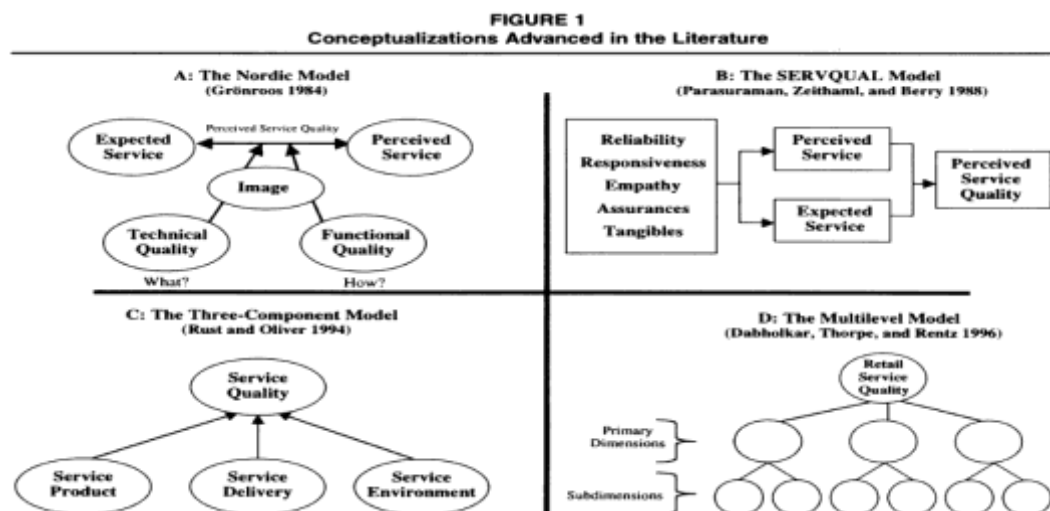 FIGURE 1
Conceptualizations Advanced in the Literature
A: The Nordic Model
(Grönroos 1984)
Perceived Service Quality
Expected
Service
Perceived
Service
Image
Technical
Quality
Functional
Quality
What?
How?
B: The SERVQUAL Model
(Parasuraman, Zeithaml, and Berry 1988)
Reliability
Responsiveness
Empathy
Assurances
Tangibles
Perceived
Service
Expected
Service
Perceived
Service
Quality
C: The Three-Component Model
(Rust and Oliver 1994)
Service
Quality
Service
Product
Service
Delivery
Service
Environment
D: The Multilevel Model
(Dabholkar, Thorpe, and Rentz 1996)
Retail
Service
Quality
Primary
Dimensions
Subdimensions